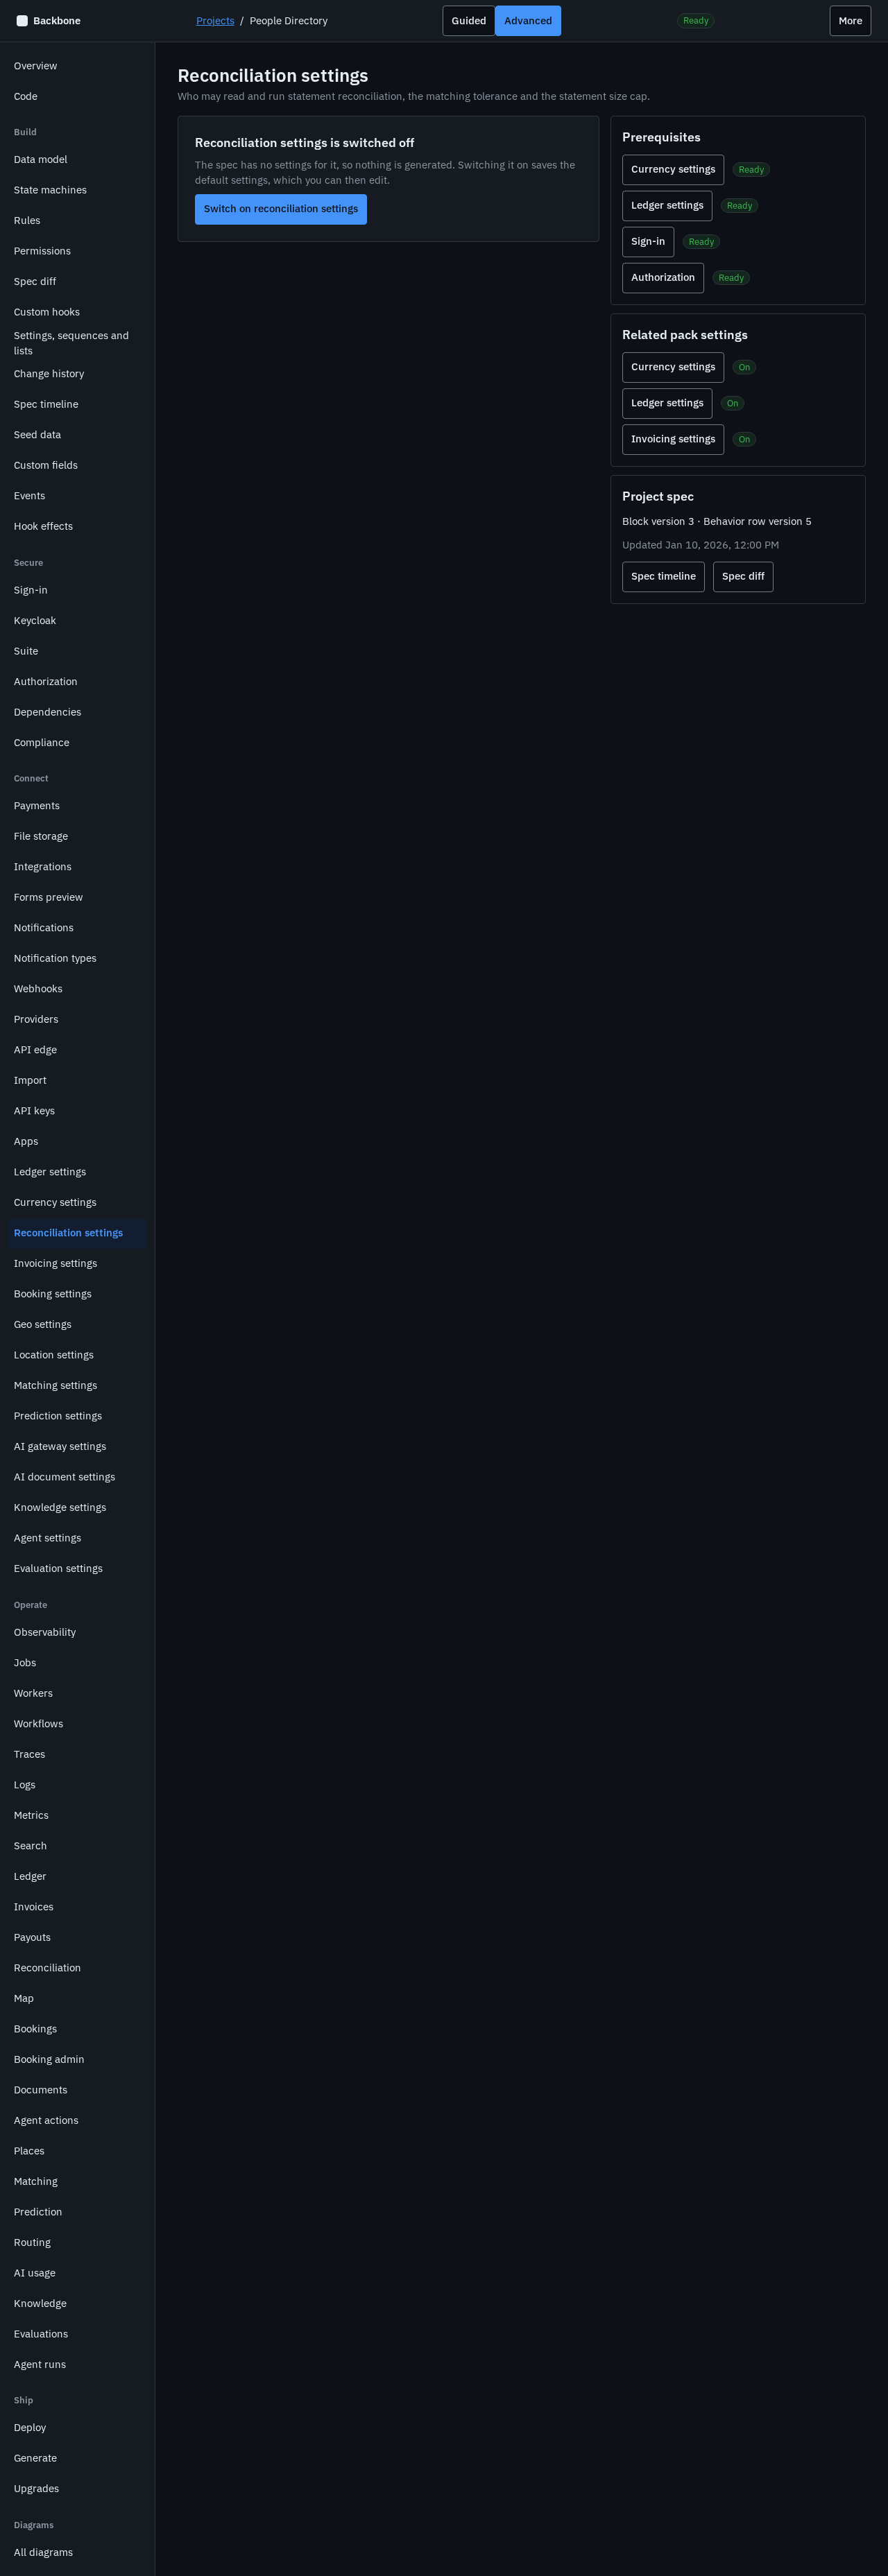 Backbone
Projects / People Directory
Guided
Advanced
Ready
More
Overview
Code
Build
Data model
State machines
Rules
Permissions
Spec diff
Custom hooks
Settings, sequences and
lists
Change history
Spec timeline
Seed data
Custom fields
Events
Hook effects
Secure
Sign-in
Keycloak
Suite
Authorization
Dependencies
Compliance
Connect
Payments
File storage
Integrations
Forms preview
Notifications
Notification types
Webhooks
Providers
API edge
Import
API keys
Apps
Ledger settings
Currency settings
Reconciliation settings
Invoicing settings
Booking settings
Geo settings
Location settings
Matching settings
Prediction settings
AI gateway settings
AI document settings
Knowledge settings
Agent settings
Evaluation settings
Operate
Observability
Jobs
Workers
Workflows
Traces
Logs
Metrics
Search
Ledger
Invoices
Payouts
Reconciliation
Map
Bookings
Booking admin
Documents
Agent actions
Places
Matching
Prediction
Routing
AI usage
Knowledge
Evaluations
Agent runs
Ship
Deploy
Generate
Upgrades
Diagrams
All diagrams
Reconciliation settings
Who may read and run statement reconciliation, the matching tolerance and the statement size cap.
Reconciliation settings is switched off
The spec has no settings for it, so nothing is generated. Switching it on saves the
default settings, which you can then edit.
Switch on reconciliation settings
Prerequisites
Currency settings Ready
Ledger settings Ready
Sign-in Ready
Authorization Ready
Related pack settings
Currency settings On
Ledger settings On
Invoicing settings On
Project spec
Block version 3 · Behavior row version 5
Updated Jan 10, 2026, 12:00 PM
Spec timeline Spec diff